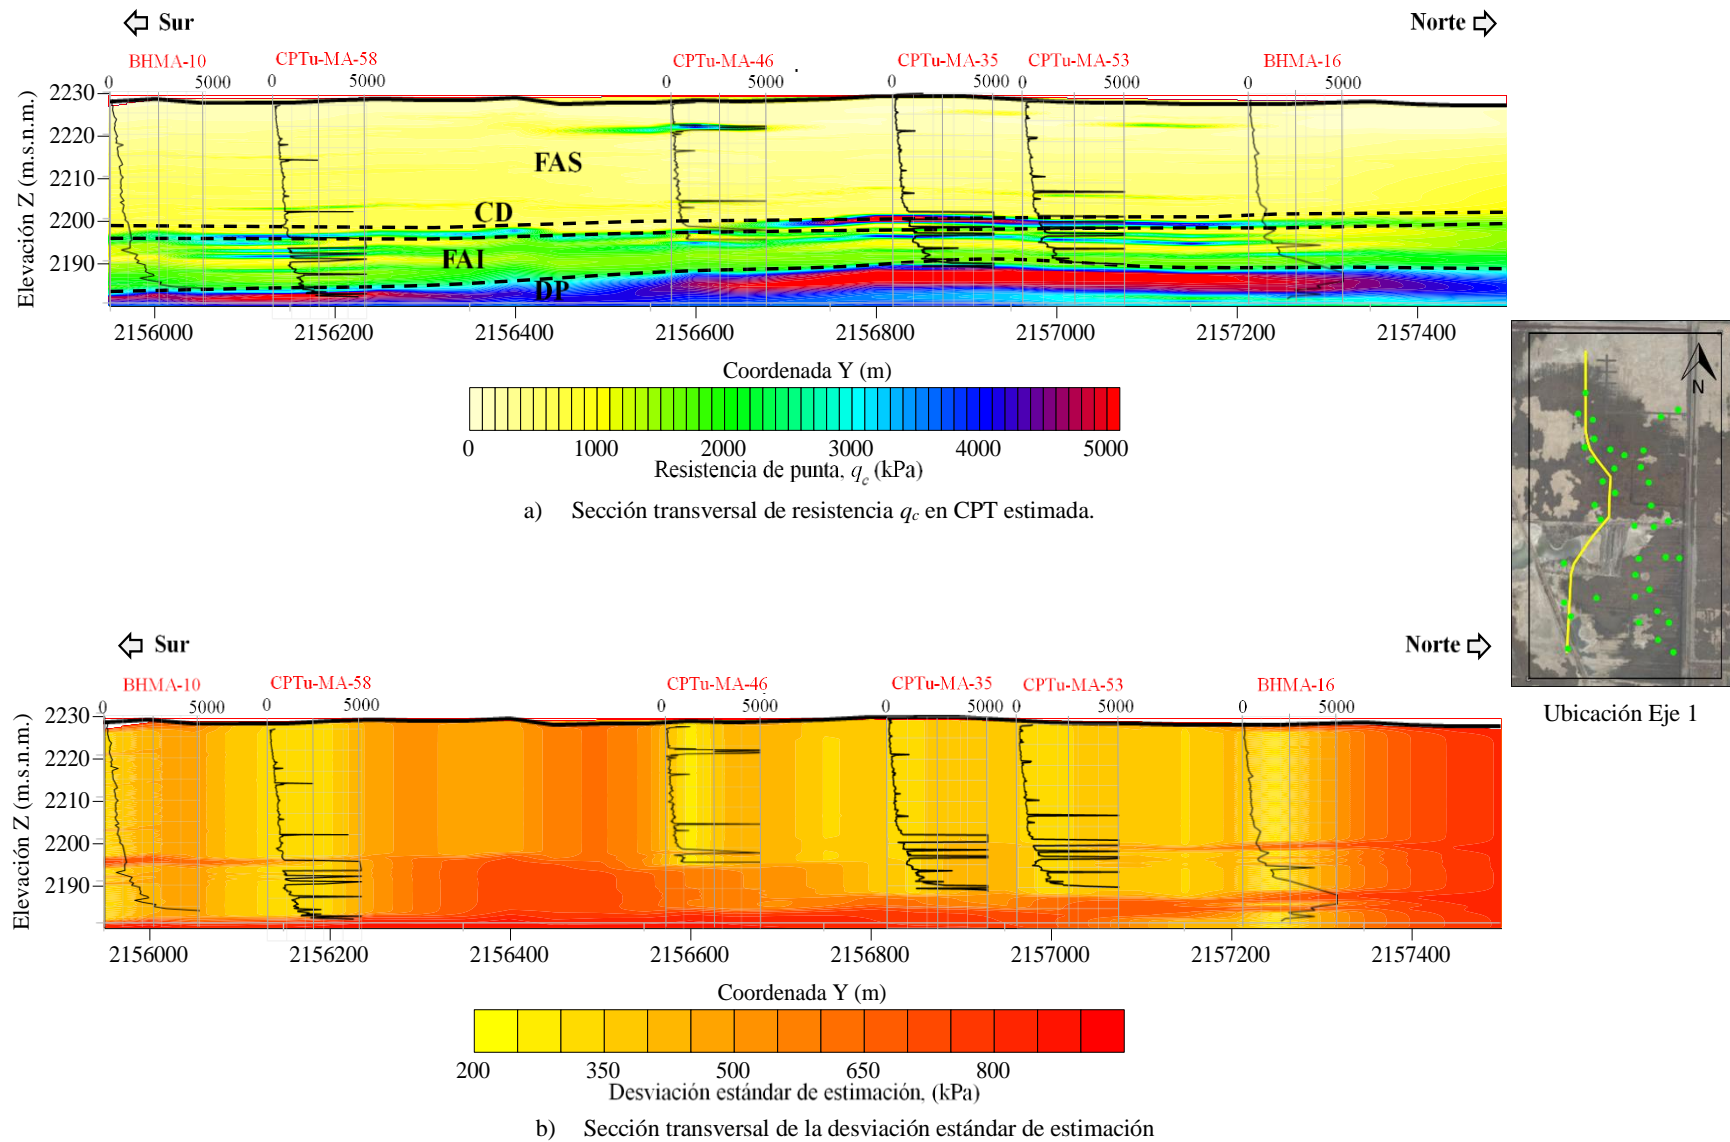 Sur
Norte
BHMA-10
CPTu-MA-58
CPTu-MA-46
CPTu-MA-35
CPTu-MA-53
BHMA-16
0 5000 0 5000 0 5000 0 5000 0 5000 0 5000
Elevación Z (m.s.n.m.)
2230
2220
2210
2200
2190
FAS
CD
FAI
DP
2156000 2156200 2156400 2156600 2156800 2157000 2157200 2157400
Coordenada Y (m)
0 1000 2000 3000 4000 5000
Resistencia de punta, qc (kPa)
a) Sección transversal de resistencia qc en CPT estimada.
N
Ubicación Eje 1
Sur
Norte
BHMA-10
CPTu-MA-58
CPTu-MA-46
CPTu-MA-35
CPTu-MA-53
BHMA-16
0 5000 0 5000 0 5000 0 5000 0 5000 0 5000
Elevación Z (m.s.n.m.)
2230
2220
2210
2200
2190
2156000 2156200 2156400 2156600 2156800 2157000 2157200 2157400
Coordenada Y (m)
200 350 500 650 800
Desviación estándar de estimación, (kPa)
b) Sección transversal de la desviación estándar de estimación